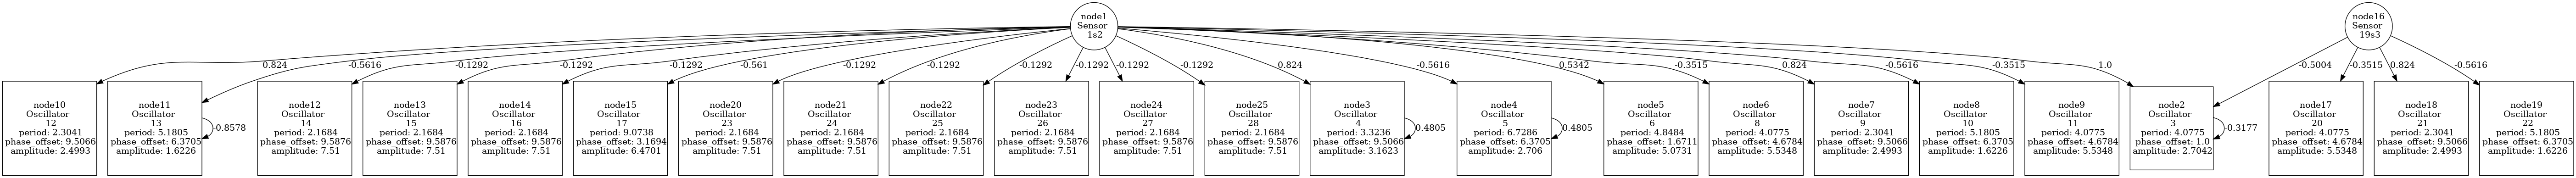 node1
Sensor
1s2
node16
Sensor
19s3
0.824
-0.5616
-0.1292
-0.1292
-0.1292
-0.561
-0.1292
-0.1292
-0.1292
-0.1292
-0.1292
-0.1292
0.824
-0.5616
0.5342
-0.3515
0.824
-0.5616
-0.3515
1.0
-0.5004
-0.3515
0.824
-0.5616
node10
Oscillator
12
period: 2.3041
phase_offset: 9.5066
amplitude: 2.4993
node11
Oscillator
13
period: 5.1805
phase_offset: 6.3705
amplitude: 1.6226
-0.8578
node12
Oscillator
14
period: 2.1684
phase_offset: 9.5876
amplitude: 7.51
node13
Oscillator
15
period: 2.1684
phase_offset: 9.5876
amplitude: 7.51
node14
Oscillator
16
period: 2.1684
phase_offset: 9.5876
amplitude: 7.51
node15
Oscillator
17
period: 9.0738
phase_offset: 3.1694
amplitude: 6.4701
node20
Oscillator
23
period: 2.1684
phase_offset: 9.5876
amplitude: 7.51
node21
Oscillator
24
period: 2.1684
phase_offset: 9.5876
amplitude: 7.51
node22
Oscillator
25
period: 2.1684
phase_offset: 9.5876
amplitude: 7.51
node23
Oscillator
26
period: 2.1684
phase_offset: 9.5876
amplitude: 7.51
node24
Oscillator
27
period: 2.1684
phase_offset: 9.5876
amplitude: 7.51
node25
Oscillator
28
period: 2.1684
phase_offset: 9.5876
amplitude: 7.51
node3
Oscillator
4
period: 3.3236
phase_offset: 9.5066
amplitude: 3.1623
0.4805
node4
Oscillator
5
period: 6.7286
phase_offset: 6.3705
amplitude: 2.706
0.4805
node5
Oscillator
6
period: 4.8484
phase_offset: 1.6711
amplitude: 5.0731
node6
Oscillator
8
period: 4.0775
phase_offset: 4.6784
amplitude: 5.5348
node7
Oscillator
9
period: 2.3041
phase_offset: 9.5066
amplitude: 2.4993
node8
Oscillator
10
period: 5.1805
phase_offset: 6.3705
amplitude: 1.6226
node9
Oscillator
11
period: 4.0775
phase_offset: 4.6784
amplitude: 5.5348
node2
Oscillator
3
period: 4.0775
phase_offset: 1.0
amplitude: 2.7042
-0.3177
node17
Oscillator
20
period: 4.0775
phase_offset: 4.6784
amplitude: 5.5348
node18
Oscillator
21
period: 2.3041
phase_offset: 9.5066
amplitude: 2.4993
node19
Oscillator
22
period: 5.1805
phase_offset: 6.3705
amplitude: 1.6226